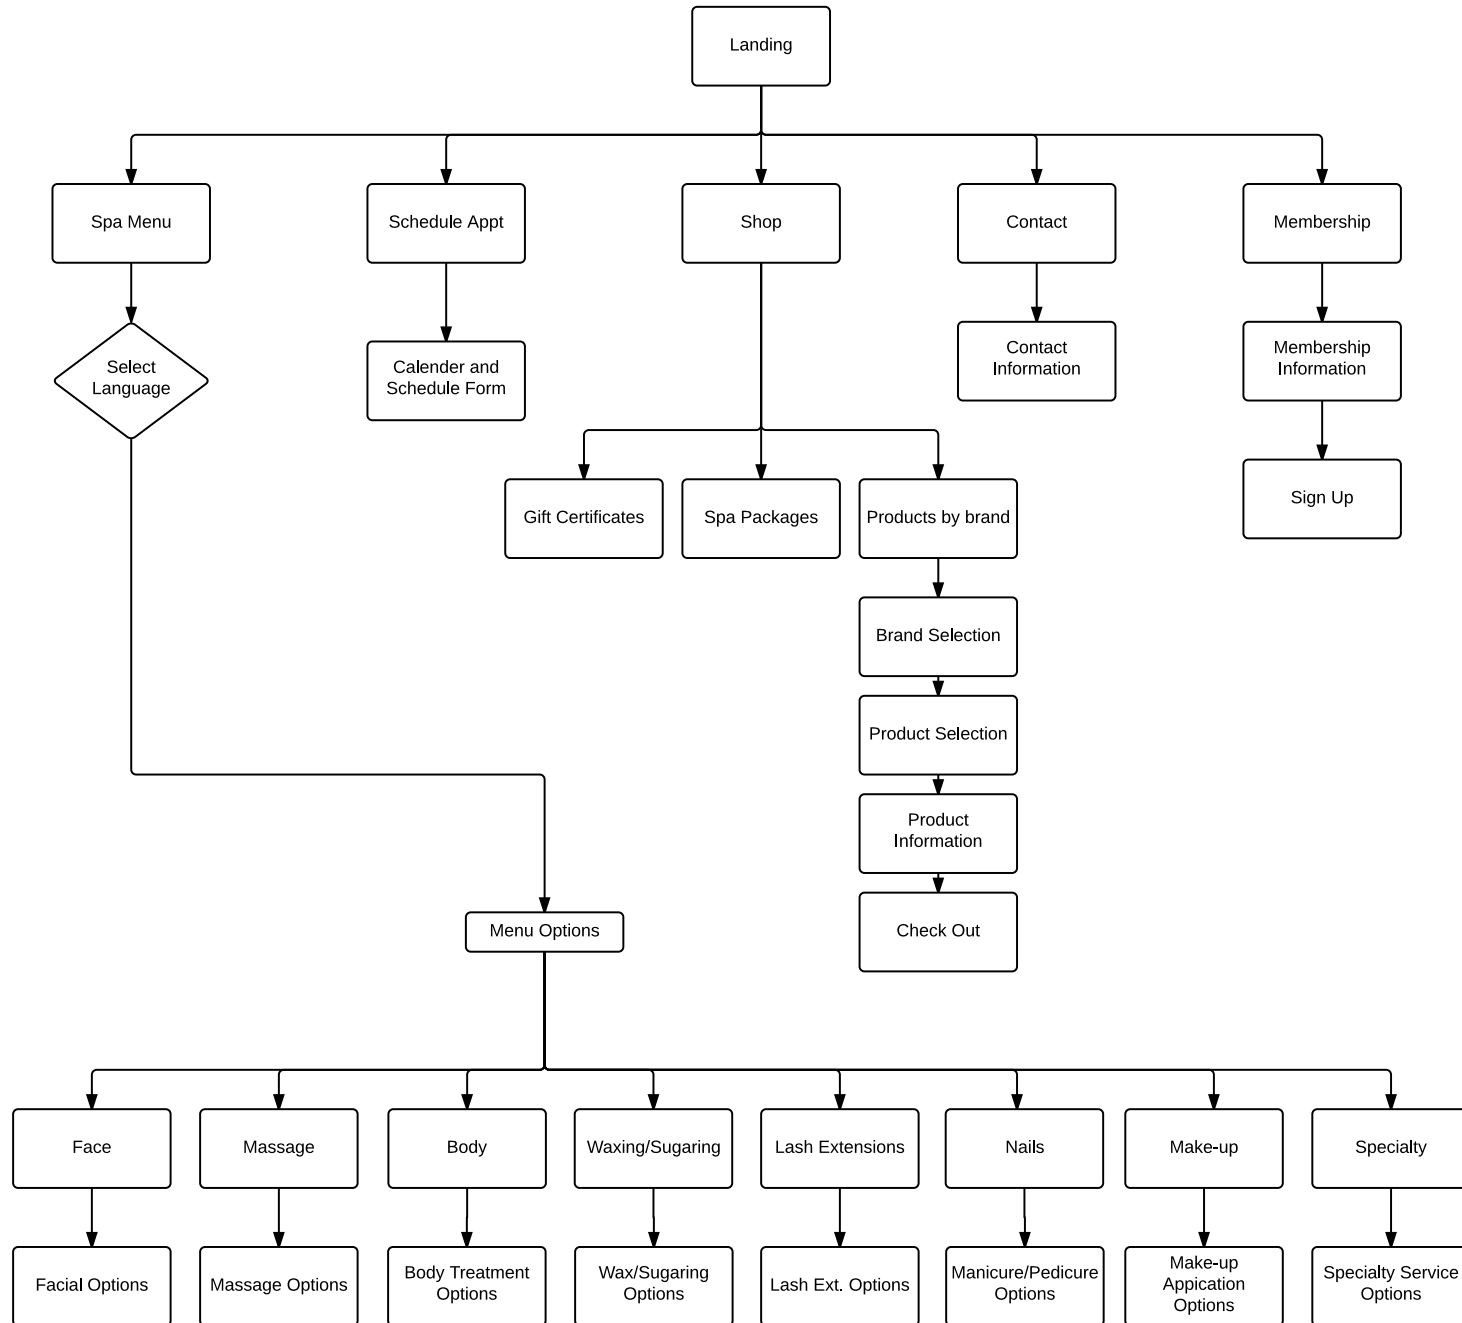 Landing
Spa Menu
Schedule Appt
Shop
Contact
Membership
Select
Language
Calender and
Schedule Form
Contact
Information
Membership
Information
Gift Certificates
Spa Packages
Products by brand
Sign Up
Brand Selection
Product Selection
Product
Information
Check Out
Menu Options
Face
Massage
Body
Waxing/Sugaring
Lash Extensions
Nails
Make-up
Specialty
Facial Options
Massage Options
Body Treatment
Options
Wax/Sugaring
Options
Lash Ext. Options
Manicure/Pedicure
Options
Make-up
Appication
Options
Specialty Service
Options